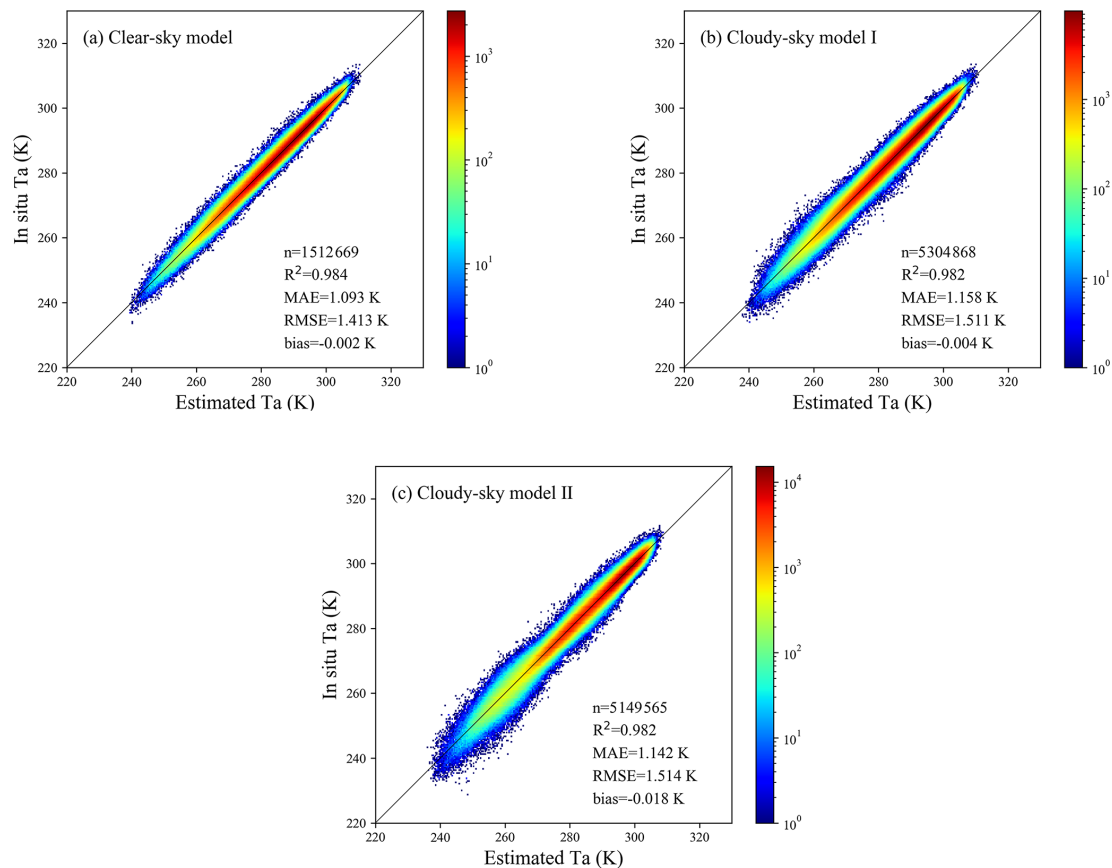 (a) Clear-sky model
330
320
300
280
260
240
220
In situ Ta (K)
n=1512669
R²=0.984
MAE=1.093 K
RMSE=1.413 K
bias=-0.002 K
220 240 260 280 300 320
Estimated Ta (K)
10³
10²
10¹
10⁰
(b) Cloudy-sky model I
320
300
280
260
240
220
In situ Ta (K)
n=5304868
R²=0.982
MAE=1.158 K
RMSE=1.511 K
bias=-0.004 K
220 240 260 280 300 320
Estimated Ta (K)
10³
10²
10¹
10⁰
(c) Cloudy-sky model II
320
300
280
260
240
220
In situ Ta (K)
n=5149565
R²=0.982
MAE=1.142 K
RMSE=1.514 K
bias=-0.018 K
220 240 260 280 300 320
Estimated Ta (K)
10⁴
10³
10²
10¹
10⁰